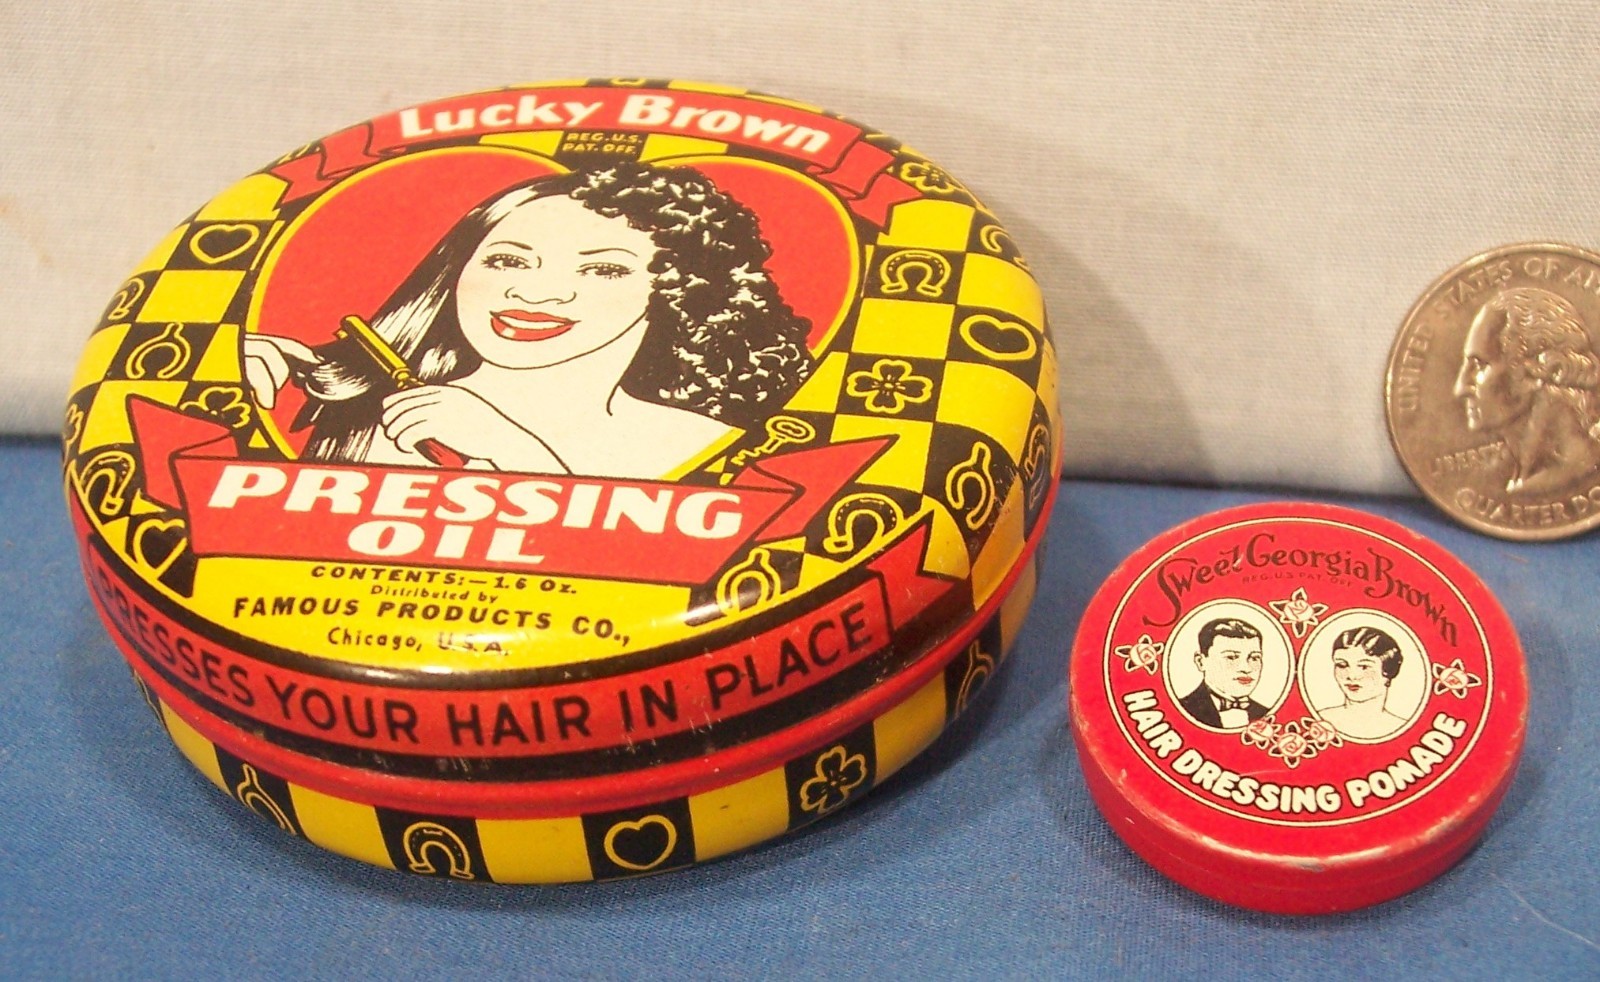 Lucky Brown
REG. U.S.
PAT. OFF.
PRESSING
OIL
CONTENTS:—1.6 Oz.
Distributed by
FAMOUS PRODUCTS CO.,
Chicago, U.S.A.
PRESSES YOUR HAIR IN PLACE
Sweet Georgia Brown
REG. U.S. PAT. OFF.
HAIR DRESSING POMADE
UNITED STATES OF
LIBERTY
QUARTER